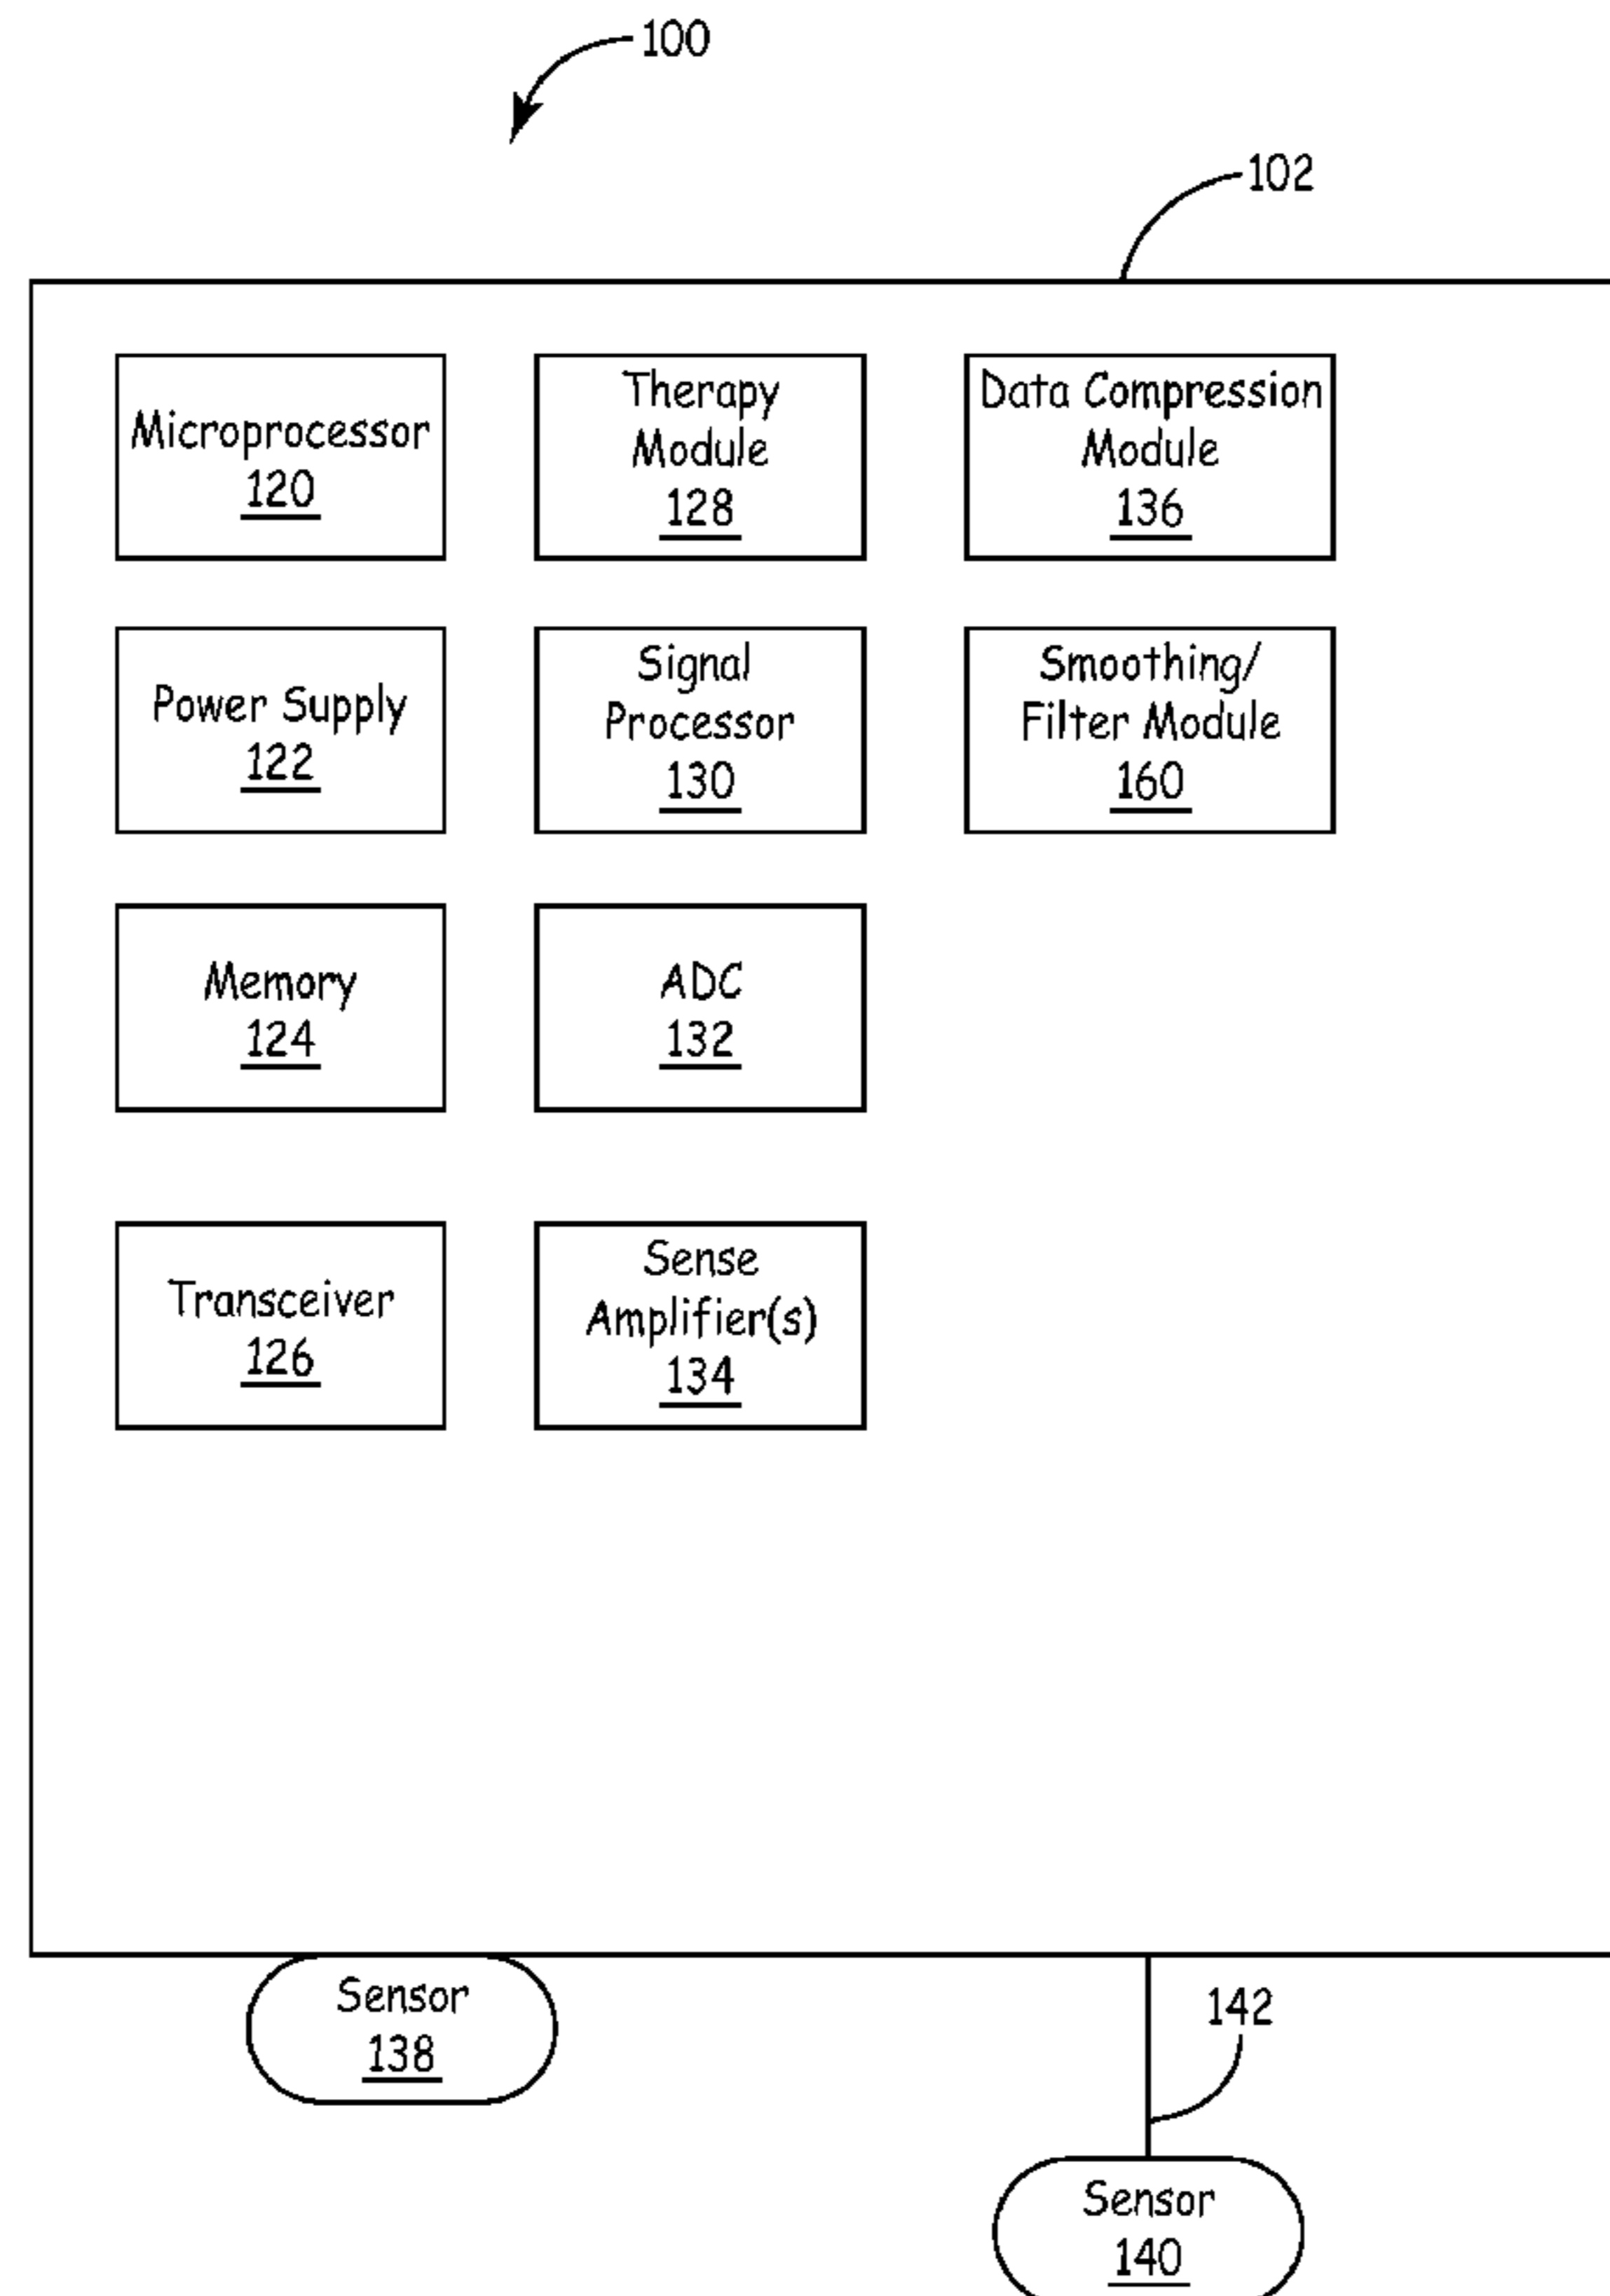 100
102
Microprocessor
120
Therapy
Module
128
Data Compression
Module
136
Power Supply
122
Signal
Processor
130
Smoothing/
Filter Module
160
Memory
124
ADC
132
Transceiver
126
Sense
Amplifier(s)
134
Sensor
138
142
Sensor
140